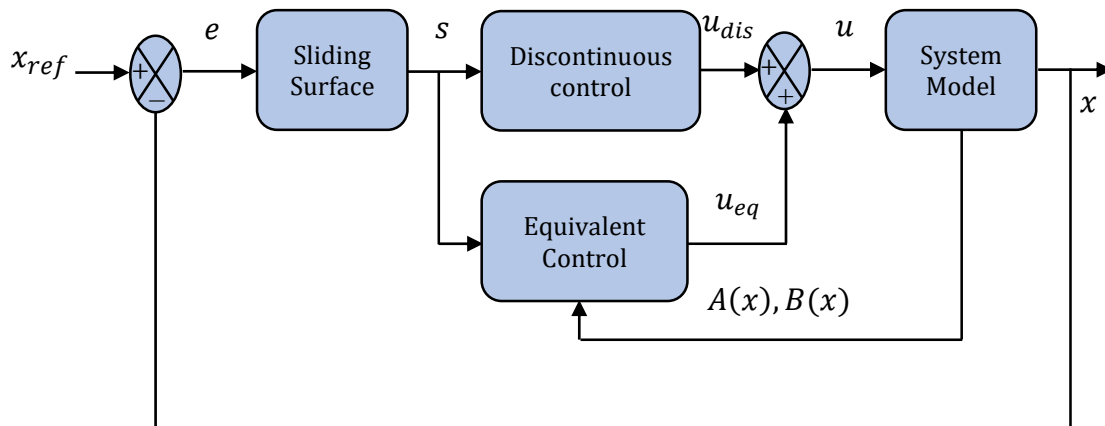 x_ref
+
−
e
Sliding
Surface
s
Discontinuous
control
u_dis
+
+
u
System
Model
x
Equivalent
Control
u_eq
A(x), B(x)